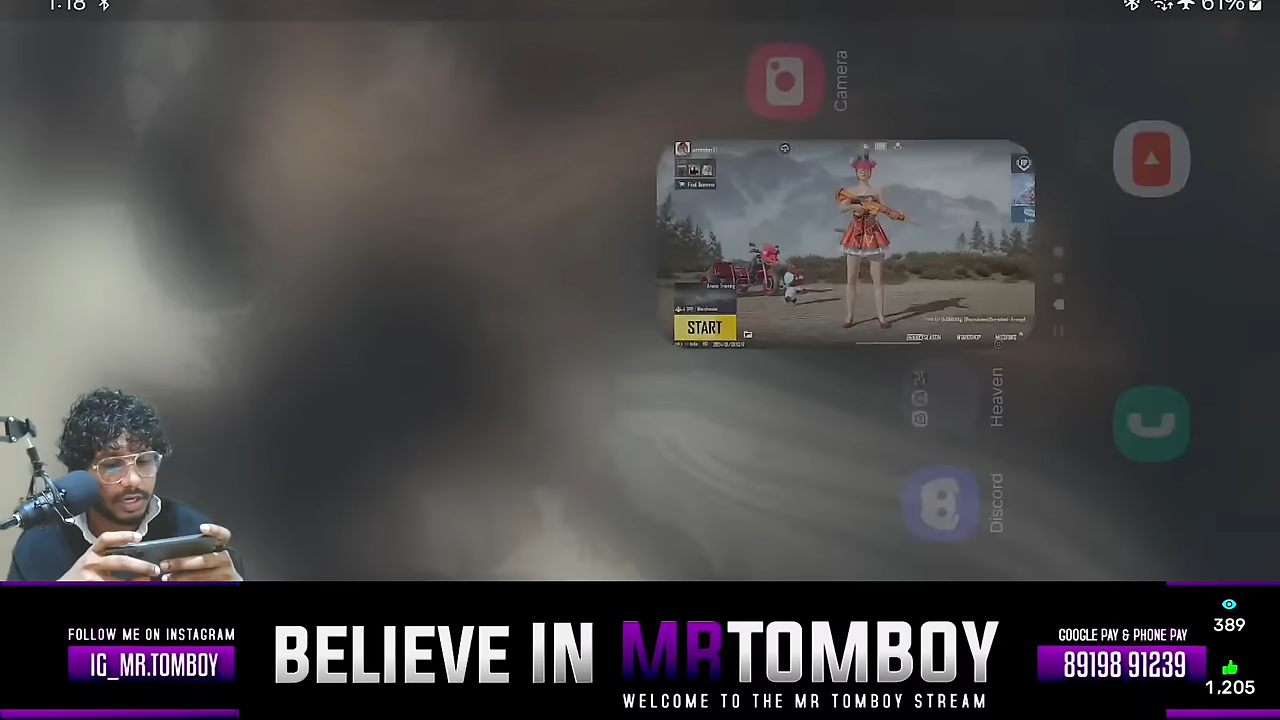 1:18
61%
Camera
START
Heaven
Discord
FOLLOW ME ON INSTAGRAM
IG_MR.TOMBOY
BELIEVE IN MRTOMBOY
WELCOME TO THE MR TOMBOY STREAM
GOOGLE PAY & PHONE PAY
89198 91239
389
1,205